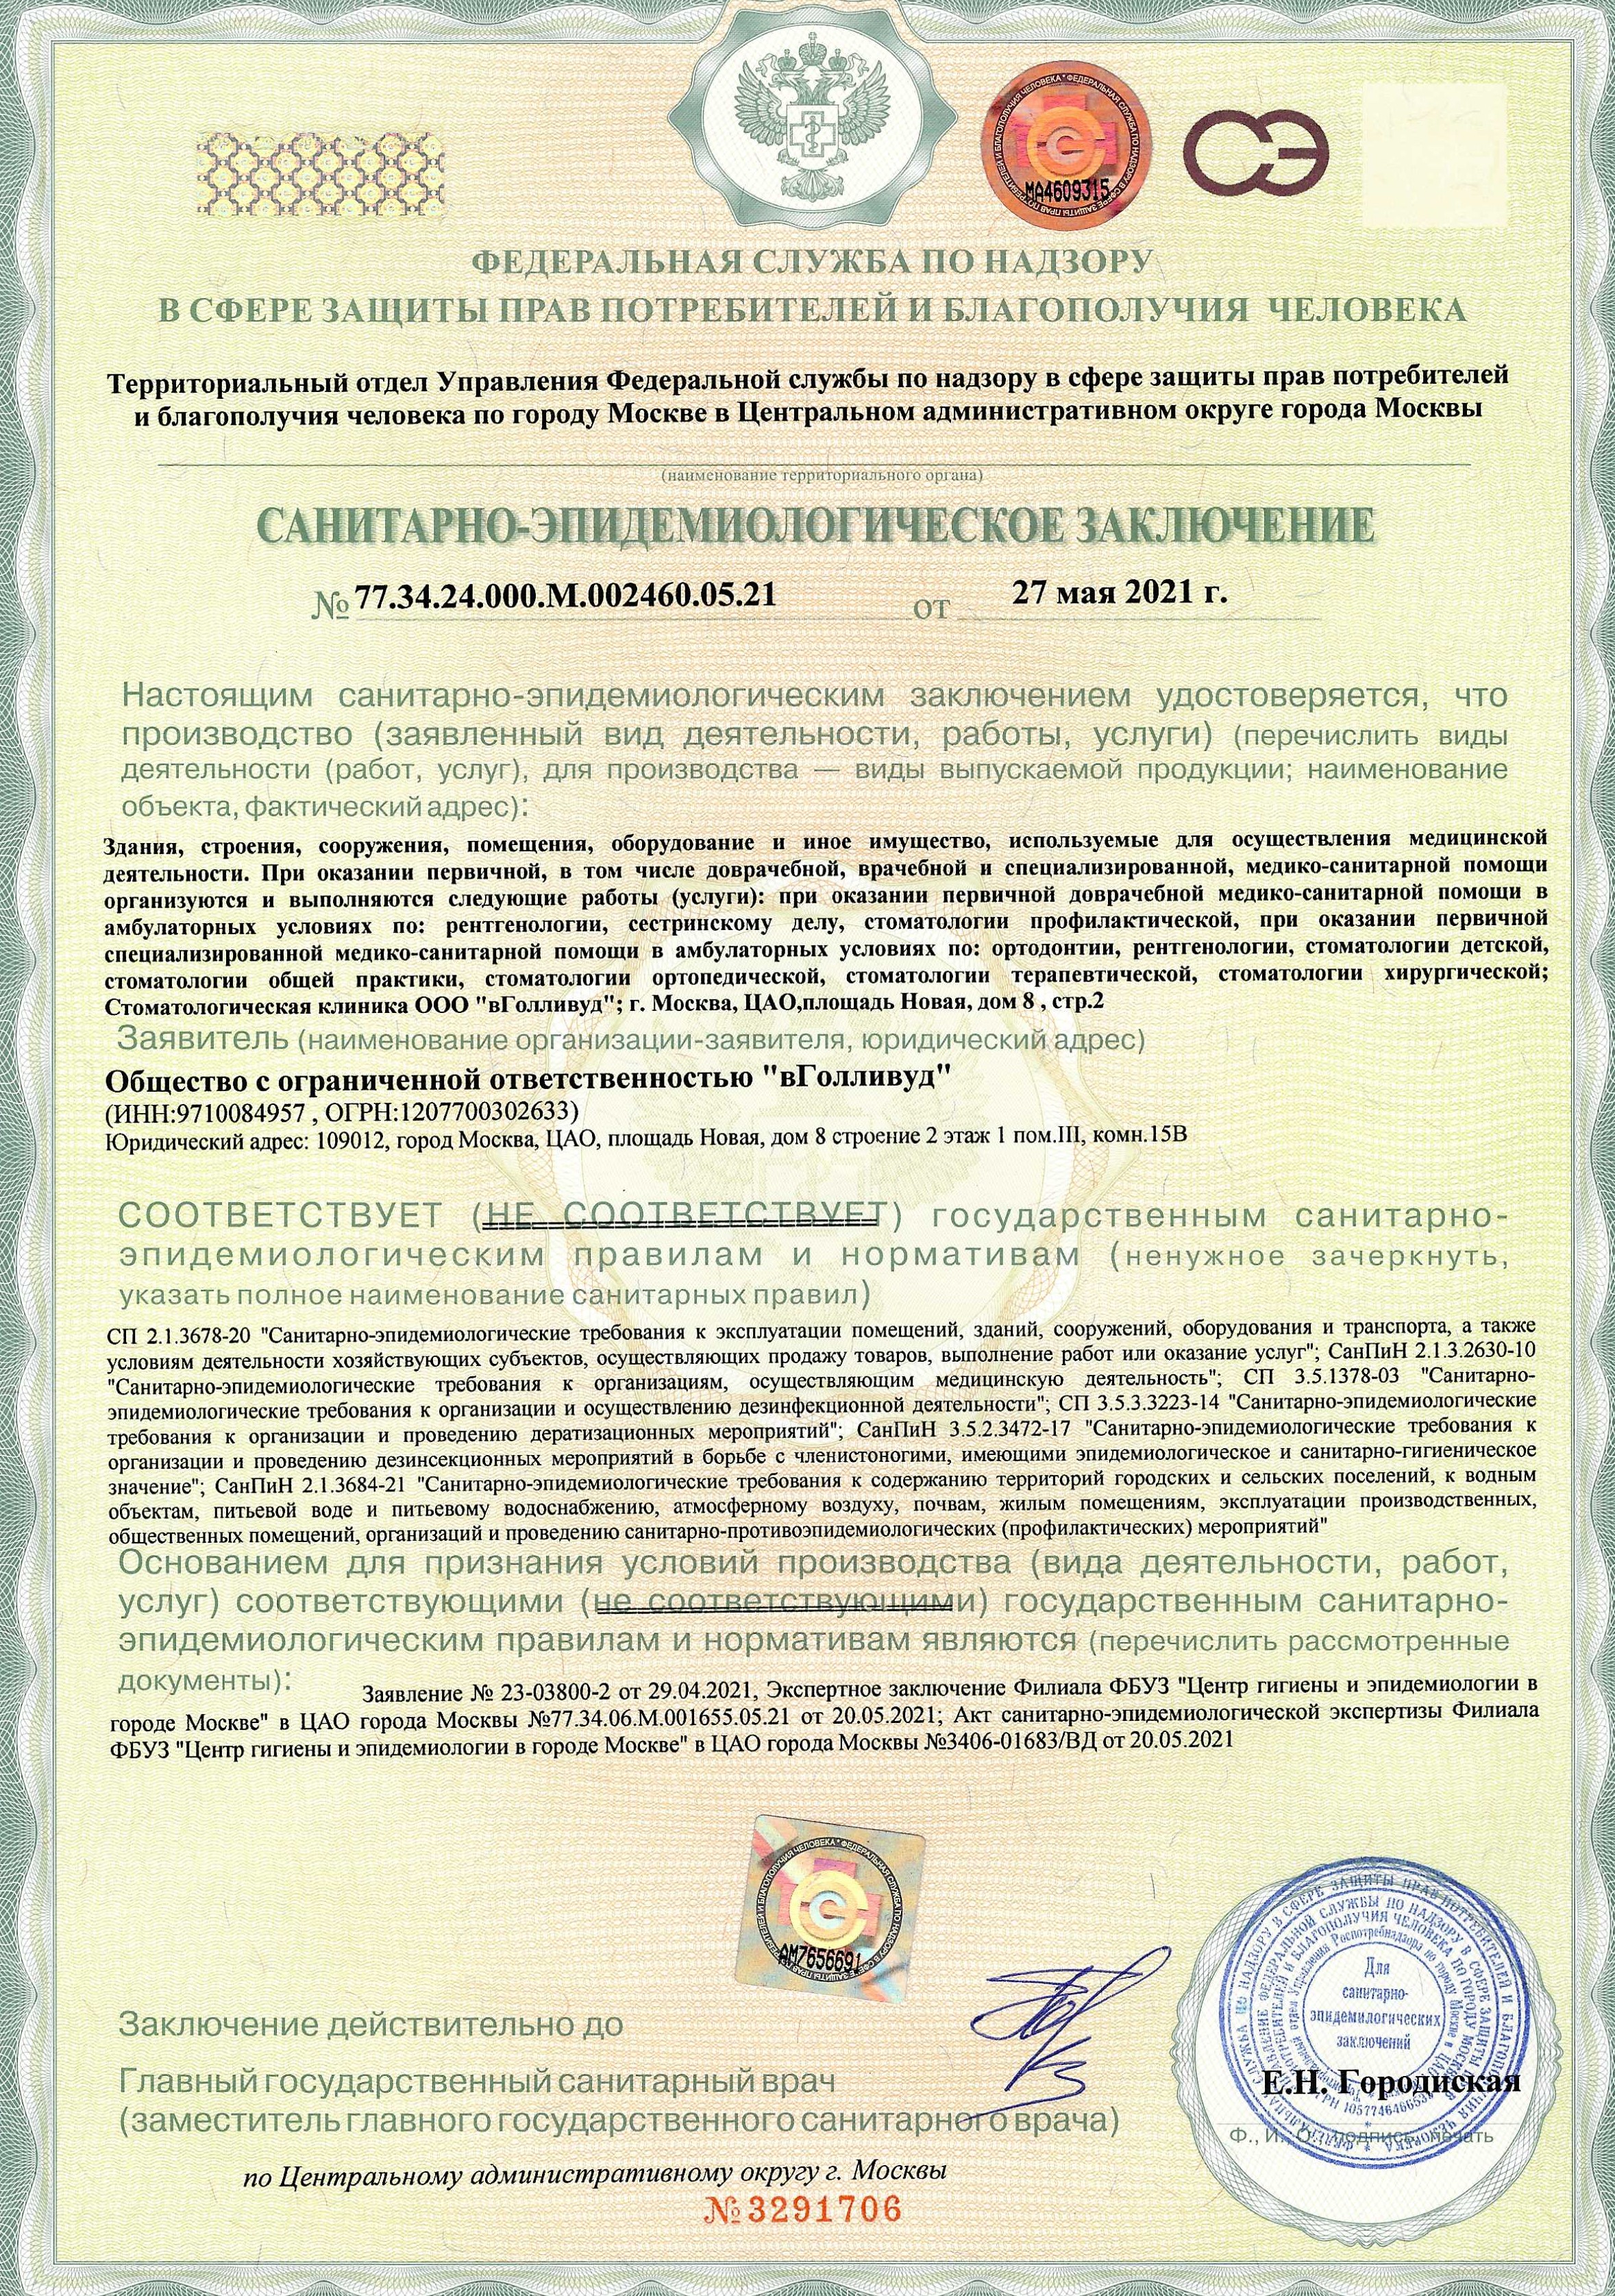 МА4609315
СЭ
ФЕДЕРАЛЬНАЯ СЛУЖБА ПО НАДЗОРУ
В СФЕРЕ ЗАЩИТЫ ПРАВ ПОТРЕБИТЕЛЕЙ И БЛАГОПОЛУЧИЯ ЧЕЛОВЕКА
Территориальный отдел Управления Федеральной службы по надзору в сфере защиты прав потребителей
и благополучия человека по городу Москве в Центральном административном округе города Москвы
(наименование территориального органа)
САНИТАРНО-ЭПИДЕМИОЛОГИЧЕСКОЕ ЗАКЛЮЧЕНИЕ
№ 77.34.24.000.М.002460.05.21 от 27 мая 2021 г.
Настоящим санитарно-эпидемиологическим заключением удостоверяется, что
производство (заявленный вид деятельности, работы, услуги) (перечислить виды
деятельности (работ, услуг), для производства — виды выпускаемой продукции; наименование
объекта, фактический адрес):
Здания, строения, сооружения, помещения, оборудование и иное имущество, используемые для осуществления медицинской
деятельности. При оказании первичной, в том числе доврачебной, врачебной и специализированной, медико-санитарной помощи
организуются и выполняются следующие работы (услуги): при оказании первичной доврачебной медико-санитарной помощи в
амбулаторных условиях по: рентгенологии, сестринскому делу, стоматологии профилактической, при оказании первичной
специализированной медико-санитарной помощи в амбулаторных условиях по: ортодонтии, рентгенологии, стоматологии детской,
стоматологии общей практики, стоматологии ортопедической, стоматологии терапевтической, стоматологии хирургической;
Стоматологическая клиника ООО "вГолливуд"; г. Москва, ЦАО,площадь Новая, дом 8 , стр.2
Заявитель (наименование организации-заявителя, юридический адрес)
Общество с ограниченной ответственностью "вГолливуд"
(ИНН:9710084957 , ОГРН:1207700302633)
Юридический адрес: 109012, город Москва, ЦАО, площадь Новая, дом 8 строение 2 этаж 1 пом.III, комн.15В
СООТВЕТСТВУЕТ (НЕ СООТВЕТСТВУЕТ) государственным санитарно-
эпидемиологическим правилам и нормативам (ненужное зачеркнуть,
указать полное наименование санитарных правил)
СП 2.1.3678-20 "Санитарно-эпидемиологические требования к эксплуатации помещений, зданий, сооружений, оборудования и транспорта, а также
условиям деятельности хозяйствующих субъектов, осуществляющих продажу товаров, выполнение работ или оказание услуг"; СанПиН 2.1.3.2630-10
"Санитарно-эпидемиологические требования к организациям, осуществляющим медицинскую деятельность"; СП 3.5.1378-03 "Санитарно-
эпидемиологические требования к организации и осуществлению дезинфекционной деятельности"; СП 3.5.3.3223-14 "Санитарно-эпидемиологические
требования к организации и проведению дератизационных мероприятий"; СанПиН 3.5.2.3472-17 "Санитарно-эпидемиологические требования к
организации и проведению дезинсекционных мероприятий в борьбе с членистоногими, имеющими эпидемиологическое и санитарно-гигиеническое
значение"; СанПиН 2.1.3684-21 "Санитарно-эпидемиологические требования к содержанию территорий городских и сельских поселений, к водным
объектам, питьевой воде и питьевому водоснабжению, атмосферному воздуху, почвам, жилым помещениям, эксплуатации производственных,
общественных помещений, организаций и проведению санитарно-противоэпидемиологических (профилактических) мероприятий"
Основанием для признания условий производства (вида деятельности, работ,
услуг) соответствующими (не соответствующими) государственным санитарно-
эпидемиологическим правилам и нормативам являются (перечислить рассмотренные
документы):
Заявление № 23-03800-2 от 29.04.2021, Экспертное заключение Филиала ФБУЗ "Центр гигиены и эпидемиологии в
городе Москве" в ЦАО города Москвы №77.34.06.М.001655.05.21 от 20.05.2021; Акт санитарно-эпидемиологической экспертизы Филиала
ФБУЗ "Центр гигиены и эпидемиологии в городе Москве" в ЦАО города Москвы №3406-01683/ВД от 20.05.2021
АМ7656691
Для
санитарно-
эпидемилогических
заключений
Заключение действительно до
Главный государственный санитарный врач
(заместитель главного государственного санитарного врача)
Е.Н. Городиская
Ф., И., О., подпись, печать
по Центральному административному округу г. Москвы
№3291706